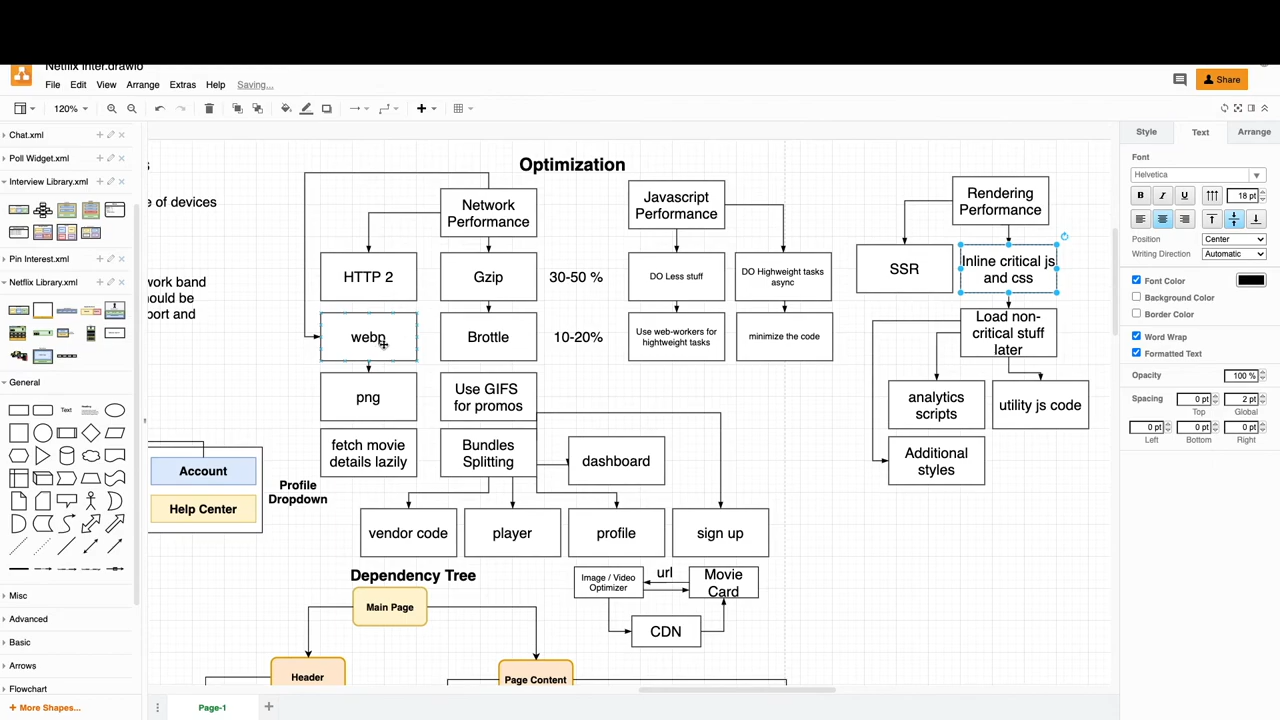 Netflix Inter.drawio
File Edit View Arrange Extras Help Saving...
Share
120%
Chat.xml
Poll Widget.xml
Interview Library.xml
Pin Interest.xml
Netflix Library.xml
General
Text
Misc
Advanced
Basic
Arrows
Flowchart
+ More Shapes...
s
e of devices
work band
ould be
port and
Account
Help Center
Profile
Dropdown
Optimization
Network
Performance
HTTP 2
Gzip
30-50 %
webp
Brottle
10-20%
png
Use GIFS
for promos
fetch movie
details lazily
Bundles
Splitting
dashboard
vendor code
player
profile
sign up
Javascript
Performance
DO Less stuff
DO Highweight tasks
async
Use web-workers for
hightweight tasks
minimize the code
Rendering
Performance
SSR
Inline critical js
and css
Load non-
critical stuff
later
analytics
scripts
utility js code
Additional
styles
Dependency Tree
Main Page
Header
Page Content
Image / Video
Optimizer
url
Movie
Card
CDN
Style Text Arrange
Font
Helvetica
B I U
18 pt
Position Center
Writing Direction Automatic
Font Color
Background Color
Border Color
Word Wrap
Formatted Text
Opacity 100 %
Spacing 0 pt 2 pt
Top Global
0 pt 0 pt 0 pt
Left Bottom Right
Page-1